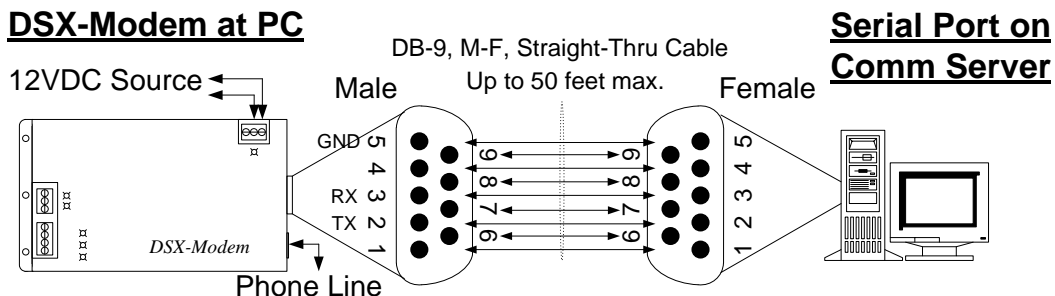 DSX-Modem at PC
Serial Port on
Comm Server
DB-9, M-F, Straight-Thru Cable
Up to 50 feet max.
12VDC Source
Male
Female
GND 5
4
RX 3
TX 2
1
9 9
8 8
7 7
6 6
5
4
3
2
1
DSX-Modem
Phone Line